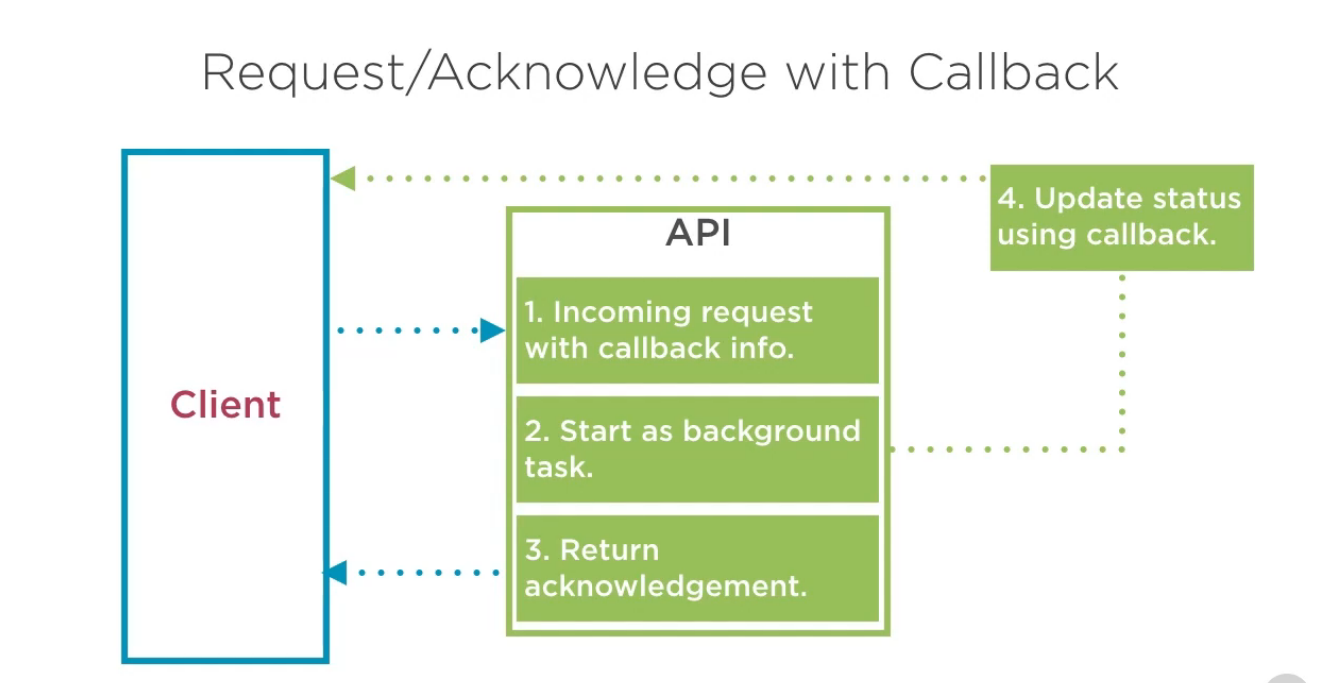 Request/Acknowledge with Callback
4. Update status
using callback.
API
1. Incoming request
with callback info.
Client
2. Start as background
task.
3. Return
acknowledgement.